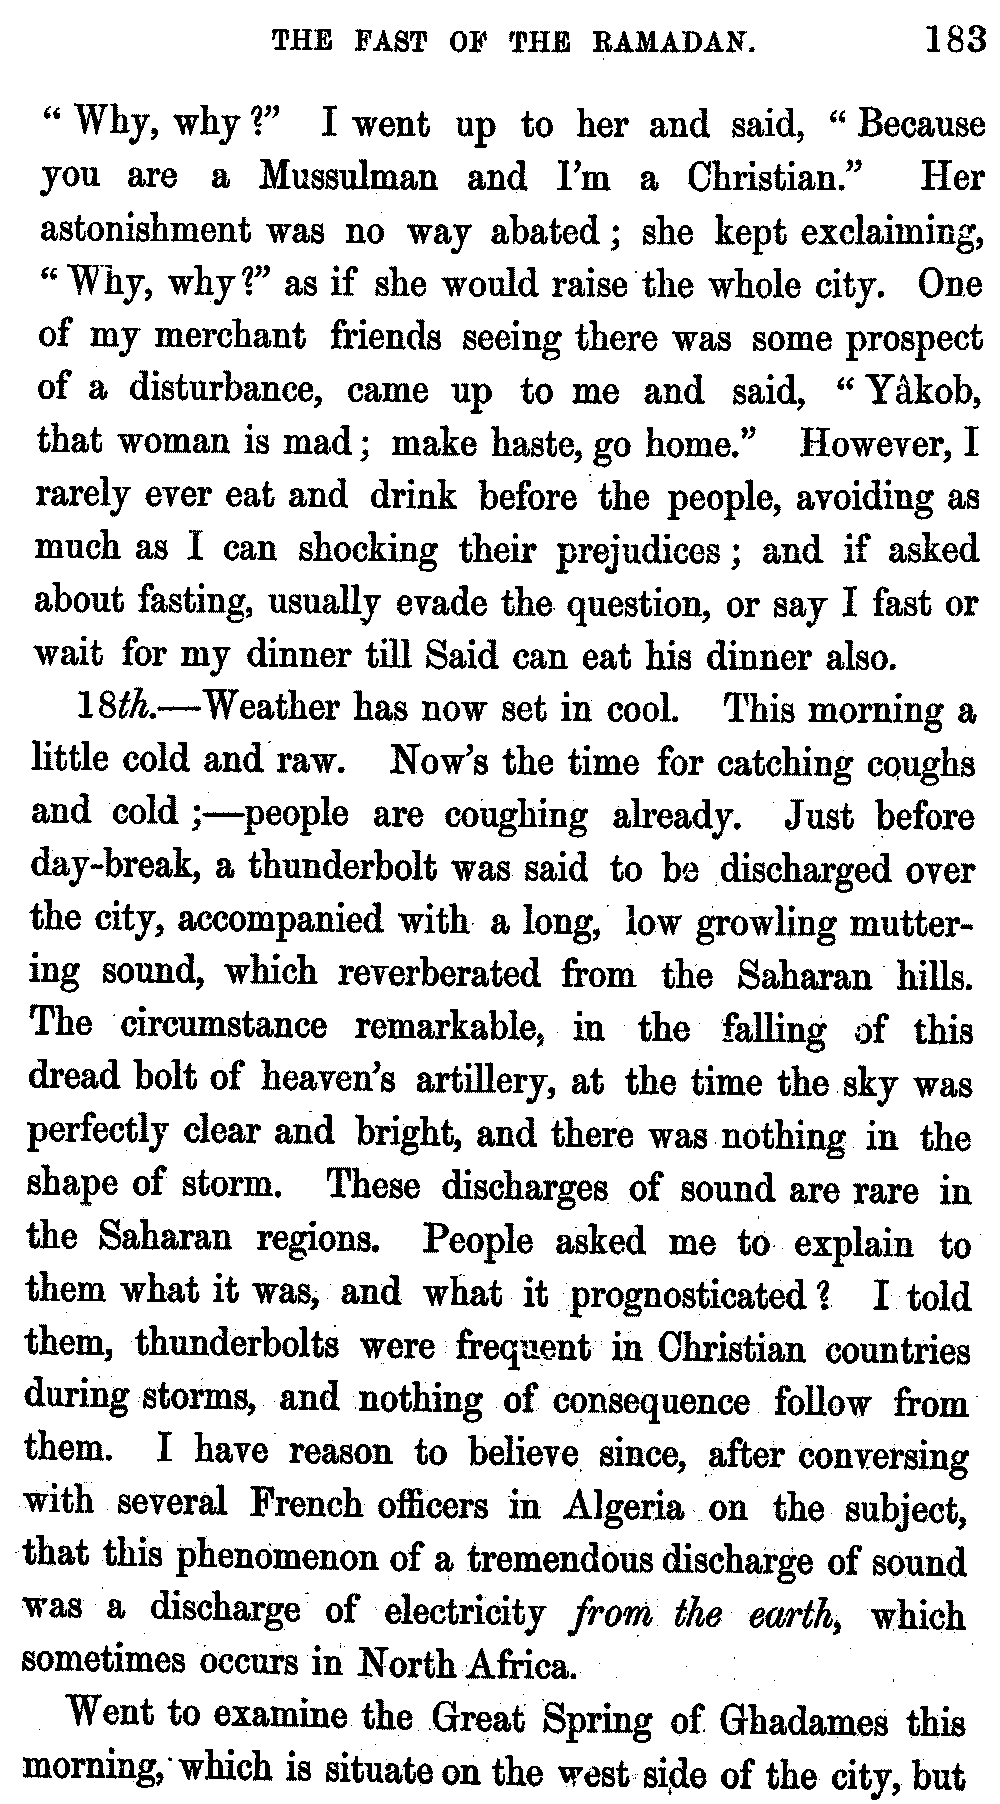 THE FAST OF THE RAMADAN. 183
“Why, why?” I went up to her and said, “Because
you are a Mussulman and I’m a Christian.” Her
astonishment was no way abated; she kept exclaiming,
“Why, why?” as if she would raise the whole city. One
of my merchant friends seeing there was some prospect
of a disturbance, came up to me and said, “Yâkob,
that woman is mad; make haste, go home.” However, I
rarely ever eat and drink before the people, avoiding as
much as I can shocking their prejudices; and if asked
about fasting, usually evade the question, or say I fast or
wait for my dinner till Said can eat his dinner also.
18th.—Weather has now set in cool. This morning a
little cold and raw. Now’s the time for catching coughs
and cold;—people are coughing already. Just before
day-break, a thunderbolt was said to be discharged over
the city, accompanied with a long, low growling mutter-
ing sound, which reverberated from the Saharan hills.
The circumstance remarkable, in the falling of this
dread bolt of heaven’s artillery, at the time the sky was
perfectly clear and bright, and there was nothing in the
shape of storm. These discharges of sound are rare in
the Saharan regions. People asked me to explain to
them what it was, and what it prognosticated? I told
them, thunderbolts were frequent in Christian countries
during storms, and nothing of consequence follow from
them. I have reason to believe since, after conversing
with several French officers in Algeria on the subject,
that this phenomenon of a tremendous discharge of sound
was a discharge of electricity from the earth, which
sometimes occurs in North Africa.
Went to examine the Great Spring of Ghadames this
morning, which is situate on the west side of the city, but